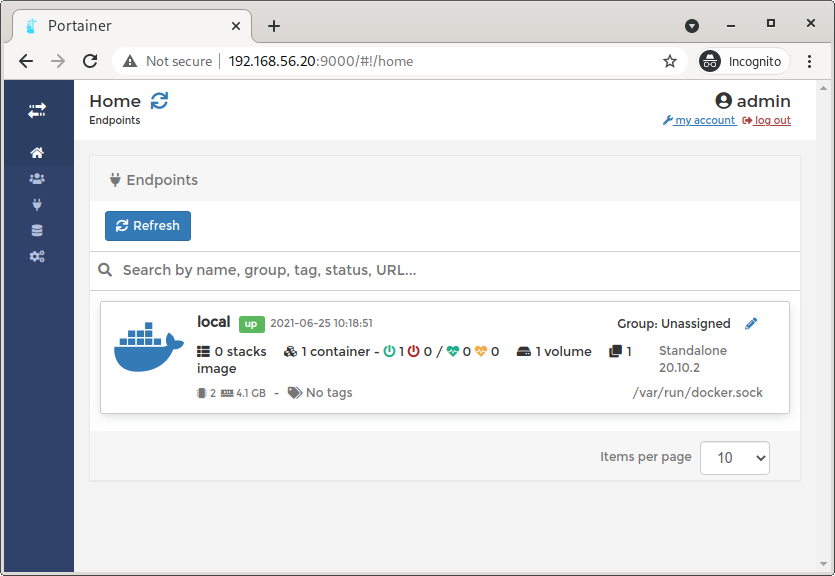 Portainer
Not secure | 192.168.56.20:9000/#!/home
Incognito
Home
admin
Endpoints
my account log out
Endpoints
Refresh
Search by name, group, tag, status, URL...
local up 2021-06-25 10:18:51 Group: Unassigned
0 stacks 1 container - 1 0 / 0 0 1 volume 1 Standalone
image 20.10.2
2 4.1 GB - No tags /var/run/docker.sock
Items per page 10